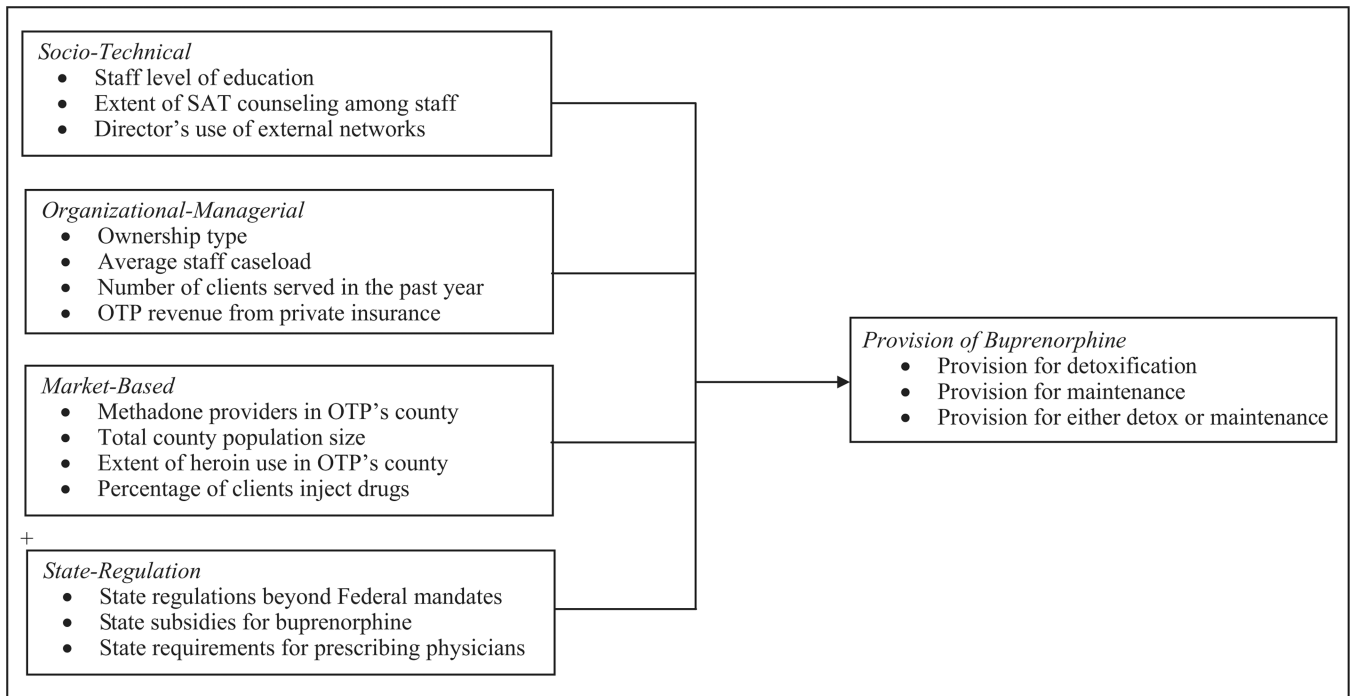 Socio-Technical
• Staff level of education
• Extent of SAT counseling among staff
• Director’s use of external networks
Organizational-Managerial
• Ownership type
• Average staff caseload
• Number of clients served in the past year
• OTP revenue from private insurance
Market-Based
• Methadone providers in OTP’s county
• Total county population size
• Extent of heroin use in OTP’s county
• Percentage of clients inject drugs
+
State-Regulation
• State regulations beyond Federal mandates
• State subsidies for buprenorphine
• State requirements for prescribing physicians
Provision of Buprenorphine
• Provision for detoxification
• Provision for maintenance
• Provision for either detox or maintenance